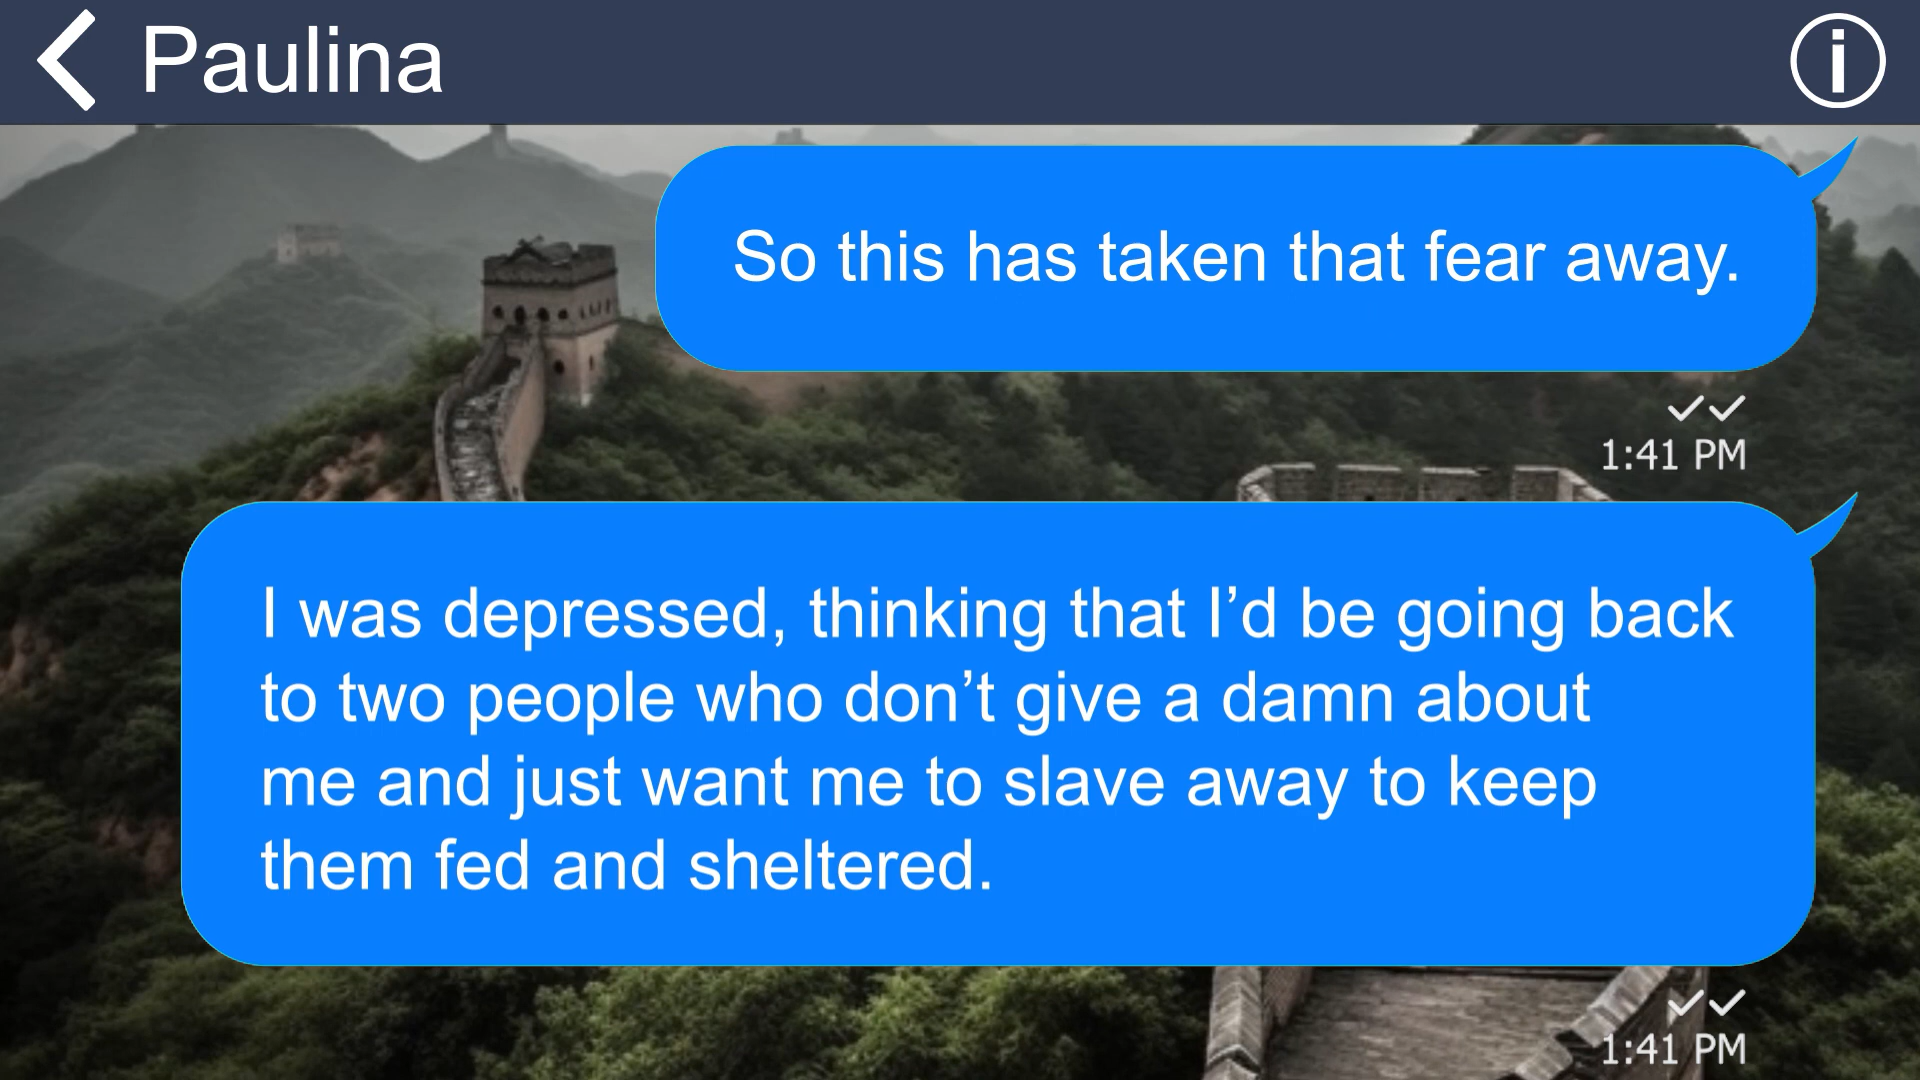 Paulina
So this has taken that fear away.
1:41 PM
I was depressed, thinking that I’d be going back
to two people who don’t give a damn about
me and just want me to slave away to keep
them fed and sheltered.
1:41 PM